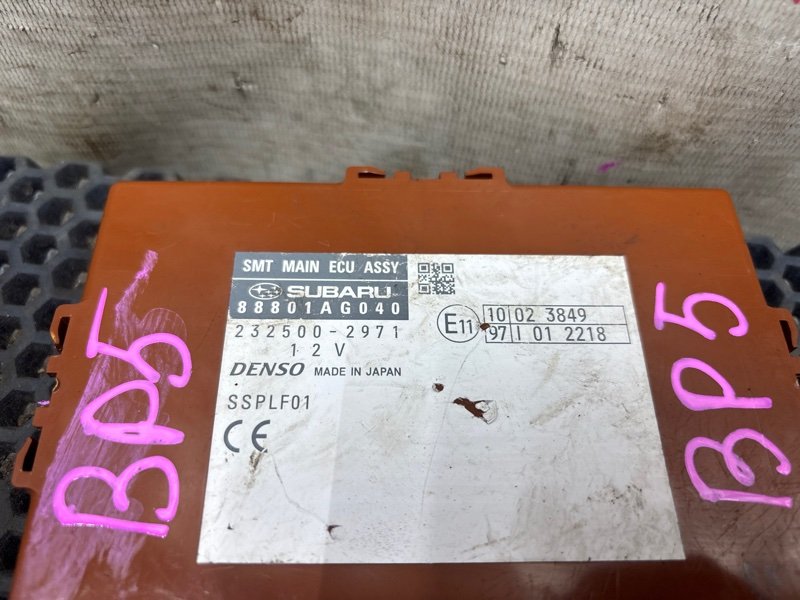 SMT MAIN ECU ASSY
SUBARU
88801AG040
232500-2971
12V
DENSO MADE IN JAPAN
SSPLF01
CE
E11
10 02 3849
97 I 01 2218
BP5
BP5